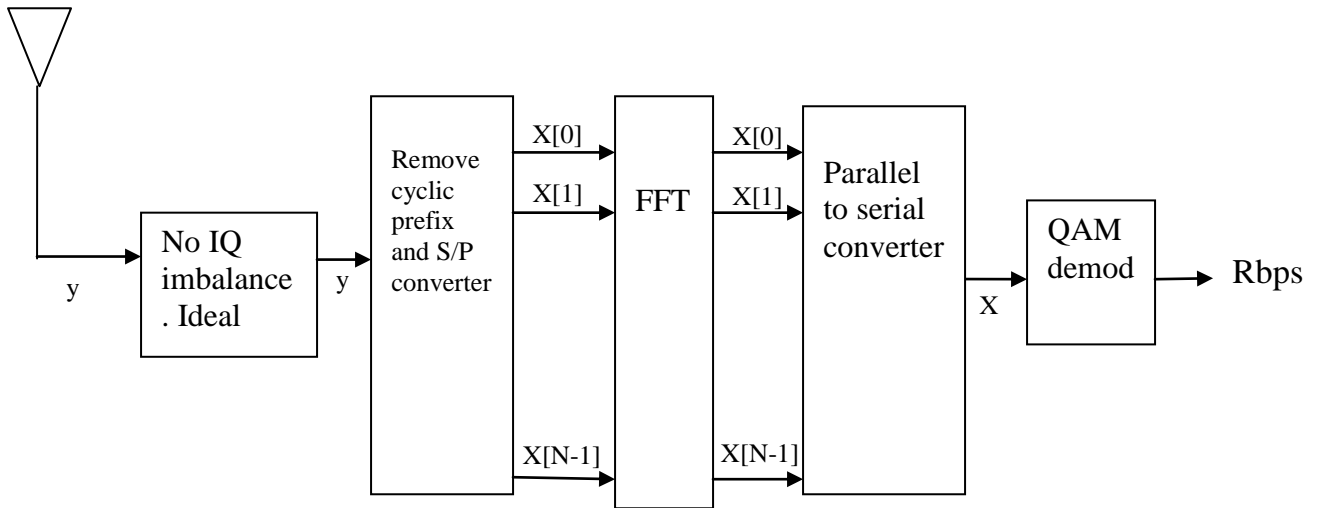 y
No IQ
imbalance
. Ideal
y
Remove
cyclic
prefix
and S/P
converter
X[0]
X[1]
X[N-1]
FFT
X[0]
X[1]
X[N-1]
Parallel
to serial
converter
X
QAM
demod
Rbps